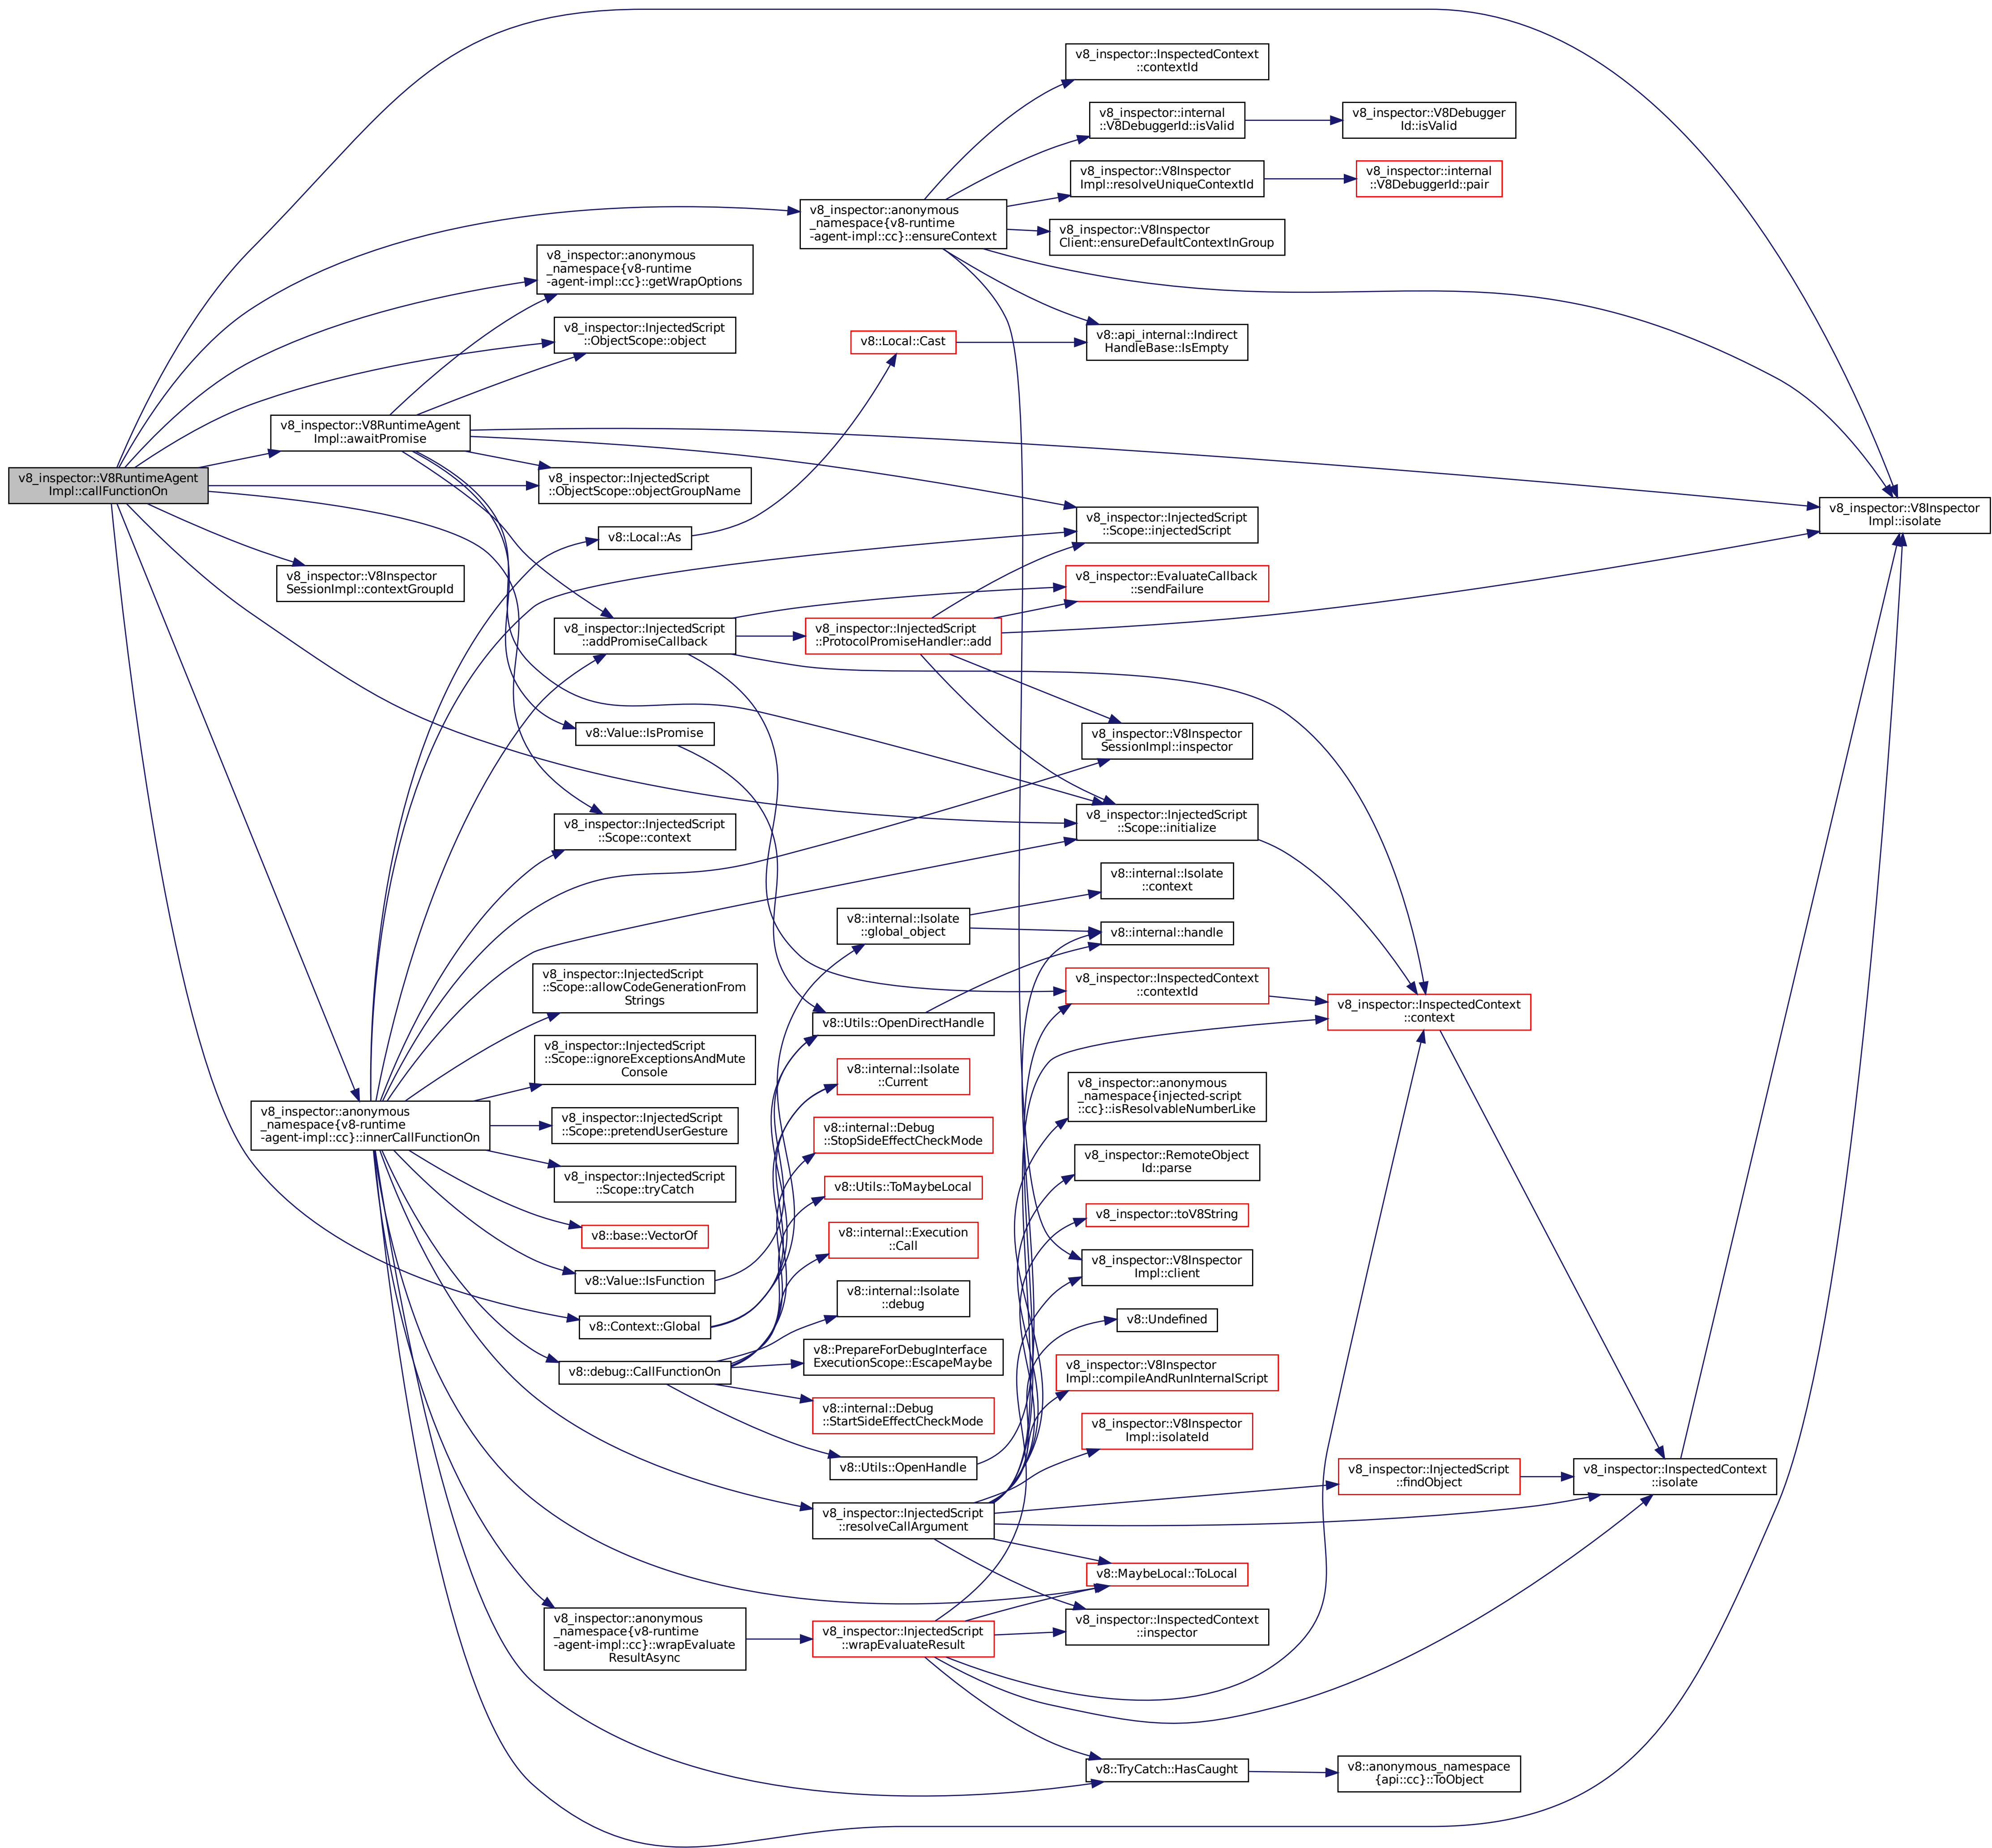 v8_inspector::V8RuntimeAgent
Impl::callFunctionOn
v8_inspector::V8RuntimeAgent
Impl::awaitPromise
v8_inspector::V8Inspector
SessionImpl::contextGroupId
v8_inspector::anonymous
_namespace{v8-runtime
-agent-impl::cc}::innerCallFunctionOn
v8_inspector::anonymous
_namespace{v8-runtime
-agent-impl::cc}::getWrapOptions
v8_inspector::InjectedScript
::ObjectScope::object
v8_inspector::InjectedScript
::ObjectScope::objectGroupName
v8::Local::As
v8_inspector::InjectedScript
::addPromiseCallback
v8::Value::IsPromise
v8_inspector::InjectedScript
::Scope::context
v8_inspector::InjectedScript
::Scope::allowCodeGenerationFrom
Strings
v8_inspector::InjectedScript
::Scope::ignoreExceptionsAndMute
Console
v8_inspector::InjectedScript
::Scope::pretendUserGesture
v8_inspector::InjectedScript
::Scope::tryCatch
v8::base::VectorOf
v8::Value::IsFunction
v8::Context::Global
v8::debug::CallFunctionOn
v8_inspector::anonymous
_namespace{v8-runtime
-agent-impl::cc}::wrapEvaluate
ResultAsync
v8_inspector::anonymous
_namespace{v8-runtime
-agent-impl::cc}::ensureContext
v8::Local::Cast
v8_inspector::InjectedScript
::ProtocolPromiseHandler::add
v8::internal::Isolate
::global_object
v8::Utils::OpenDirectHandle
v8::internal::Isolate
::Current
v8::internal::Debug
::StopSideEffectCheckMode
v8::Utils::ToMaybeLocal
v8::internal::Execution
::Call
v8::internal::Isolate
::debug
v8::PrepareForDebugInterface
ExecutionScope::EscapeMaybe
v8::internal::Debug
::StartSideEffectCheckMode
v8::Utils::OpenHandle
v8_inspector::InjectedScript
::resolveCallArgument
v8_inspector::InjectedScript
::wrapEvaluateResult
v8_inspector::InspectedContext
::contextId
v8_inspector::internal
::V8DebuggerId::isValid
v8_inspector::V8Inspector
Impl::resolveUniqueContextId
v8_inspector::V8Inspector
Client::ensureDefaultContextInGroup
v8::api_internal::Indirect
HandleBase::IsEmpty
v8_inspector::InjectedScript
::Scope::injectedScript
v8_inspector::EvaluateCallback
::sendFailure
v8_inspector::V8Inspector
SessionImpl::inspector
v8_inspector::InjectedScript
::Scope::initialize
v8::internal::Isolate
::context
v8::internal::handle
v8_inspector::InspectedContext
::contextId
v8_inspector::anonymous
_namespace{injected-script
::cc}::isResolvableNumberLike
v8_inspector::RemoteObject
Id::parse
v8_inspector::toV8String
v8_inspector::V8Inspector
Impl::client
v8::Undefined
v8_inspector::V8Inspector
Impl::compileAndRunInternalScript
v8_inspector::V8Inspector
Impl::isolateId
v8::MaybeLocal::ToLocal
v8_inspector::InspectedContext
::inspector
v8::TryCatch::HasCaught
v8_inspector::V8Debugger
Id::isValid
v8_inspector::internal
::V8DebuggerId::pair
v8_inspector::InspectedContext
::context
v8_inspector::InjectedScript
::findObject
v8::anonymous_namespace
{api::cc}::ToObject
v8_inspector::InspectedContext
::isolate
v8_inspector::V8Inspector
Impl::isolate